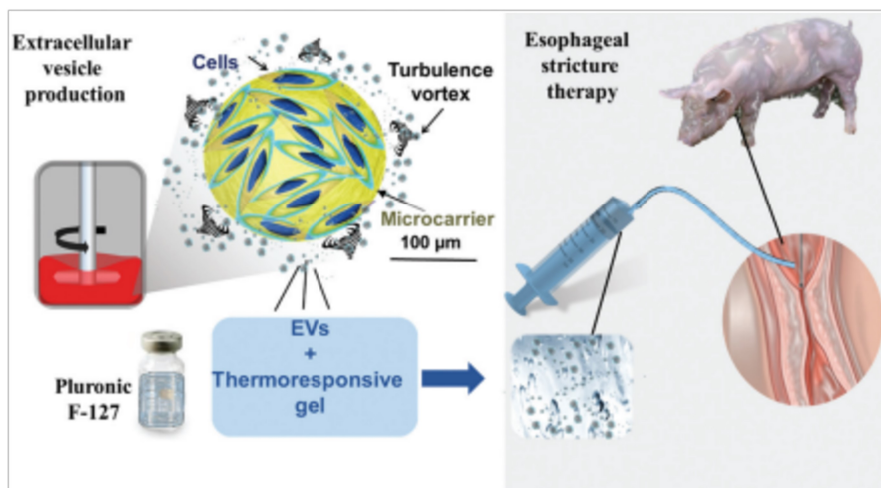 Extracellular
vesicle
production
Cells
Turbulence
vortex
Microcarrier
100 µm
EVs
+
Thermoresponsive
gel
Pluronic
F-127
Esophageal
stricture
therapy